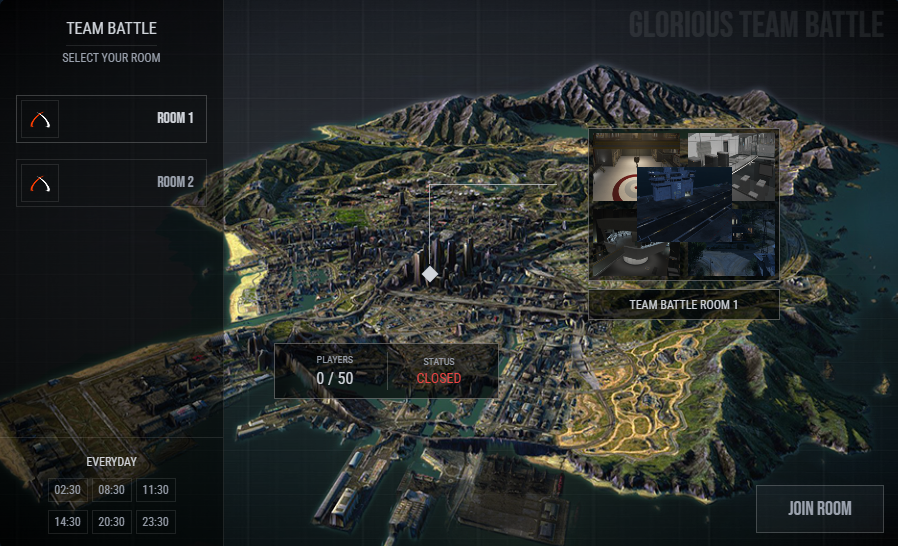 TEAM BATTLE
SELECT YOUR ROOM
ROOM 1
ROOM 2
EVERYDAY
02:30 08:30 11:30
14:30 20:30 23:30
GLORIOUS TEAM BATTLE
TEAM BATTLE ROOM 1
PLAYERS
0 / 50
STATUS
CLOSED
JOIN ROOM